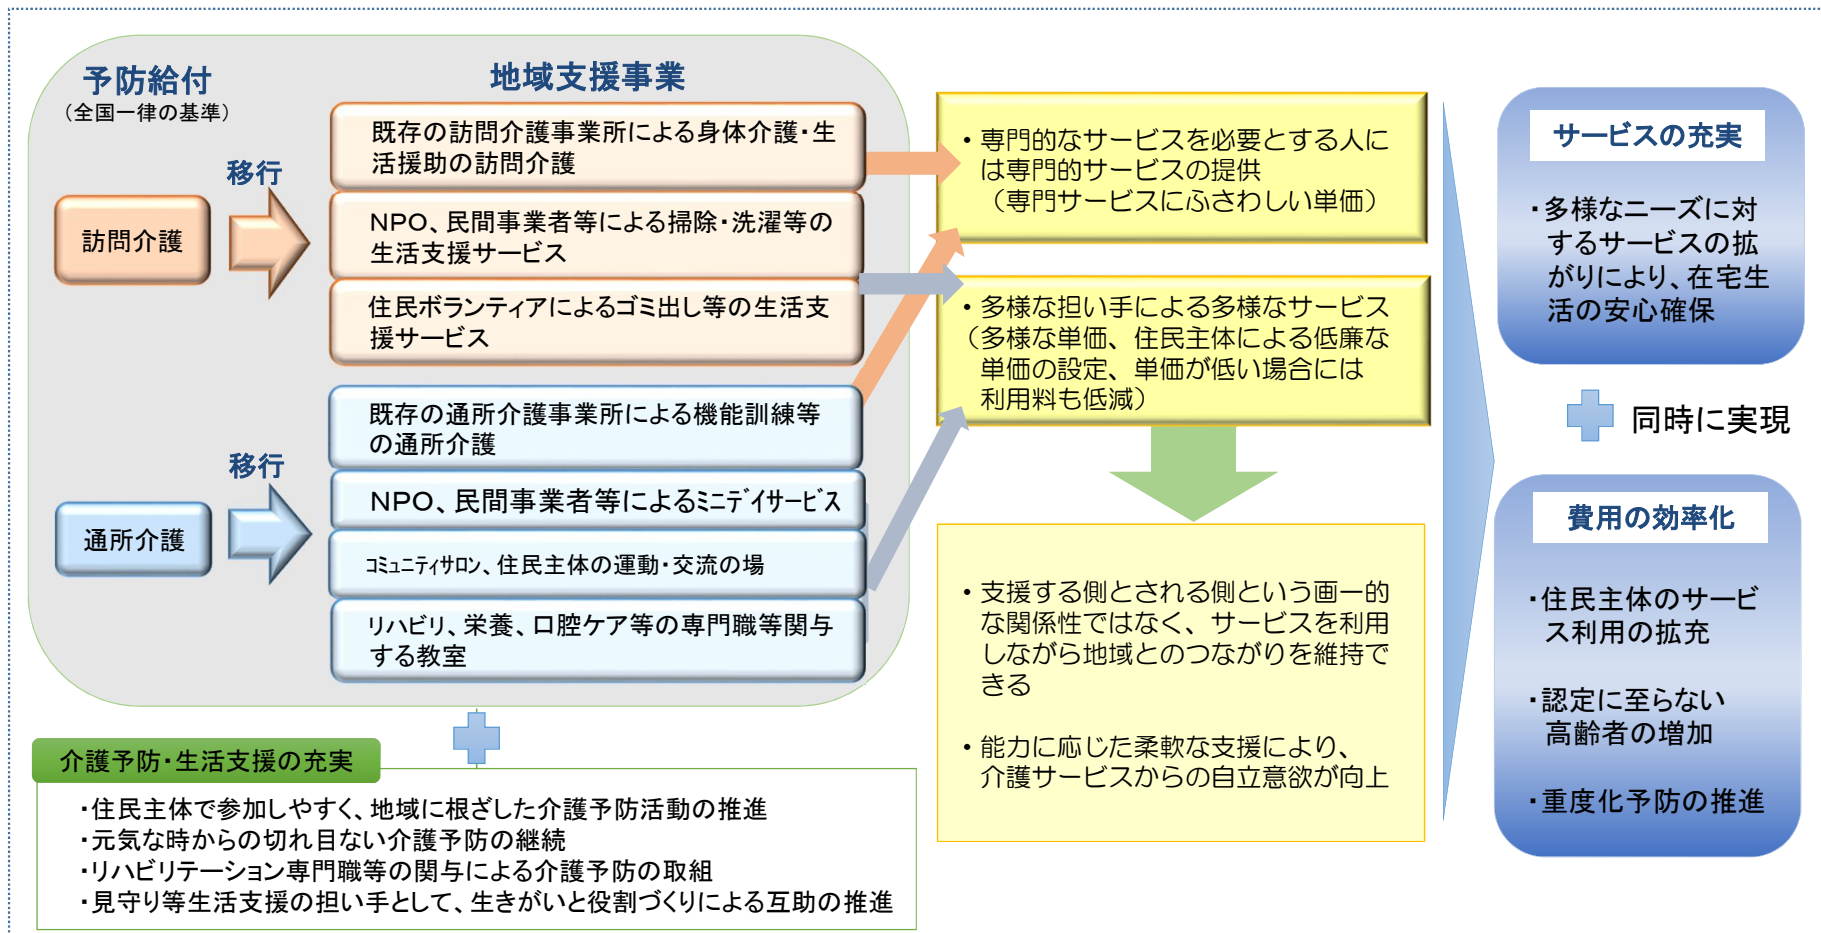 予防給付
(全国一律の基準)
地域支援事業
移行
訪問介護
既存の訪問介護事業所による身体介護・生
活援助の訪問介護
NPO、民間事業者等による掃除・洗濯等の
生活支援サービス
住民ボランティアによるゴミ出し等の生活支
援サービス
移行
通所介護
既存の通所介護事業所による機能訓練等
の通所介護
NPO、民間事業者等によるﾐﾆﾃﾞｲサービス
コミュニティサロン、住民主体の運動・交流の場
リハビリ、栄養、口腔ケア等の専門職等関与
する教室
介護予防・生活支援の充実
・住民主体で参加しやすく、地域に根ざした介護予防活動の推進
・元気な時からの切れ目ない介護予防の継続
・リハビリテーション専門職等の関与による介護予防の取組
・見守り等生活支援の担い手として、生きがいと役割づくりによる互助の推進
・専門的なサービスを必要とする人に
は専門的サービスの提供
(専門サービスにふさわしい単価)
・多様な担い手による多様なサービス
(多様な単価、住民主体による低廉な
単価の設定、単価が低い場合には
利用料も低減)
・支援する側とされる側という画一的
な関係性ではなく、サービスを利用
しながら地域とのつながりを維持で
きる
・能力に応じた柔軟な支援により、
介護サービスからの自立意欲が向上
サービスの充実
・多様なニーズに対
するサービスの拡
がりにより、在宅生
活の安心確保
同時に実現
費用の効率化
・住民主体のサービ
ス利用の拡充
・認定に至らない
高齢者の増加
・重度化予防の推進